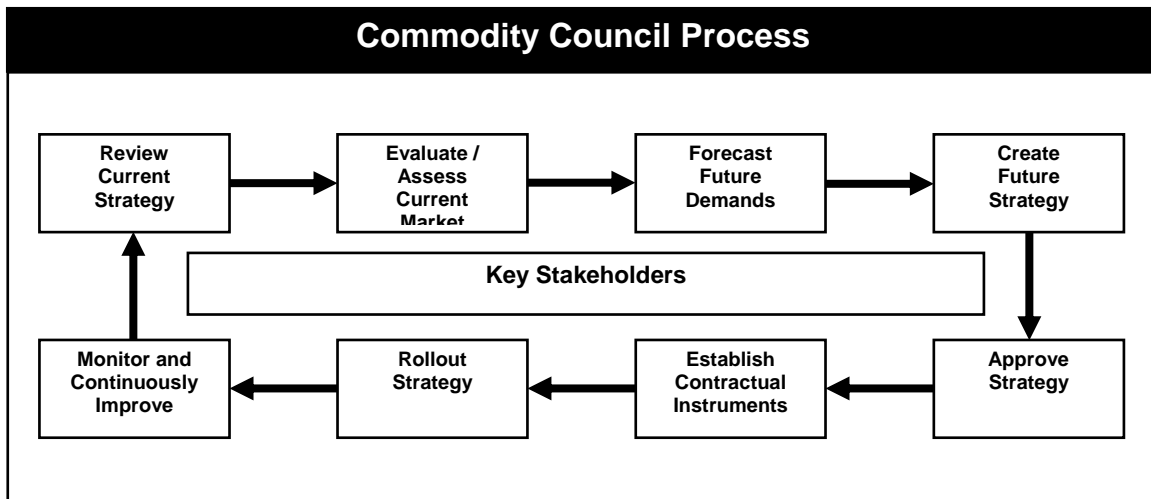 Commodity Council Process
Review
Current
Strategy
Evaluate /
Assess
Current
Market
Forecast
Future
Demands
Create
Future
Strategy
Key Stakeholders
Monitor and
Continuously
Improve
Rollout
Strategy
Establish
Contractual
Instruments
Approve
Strategy